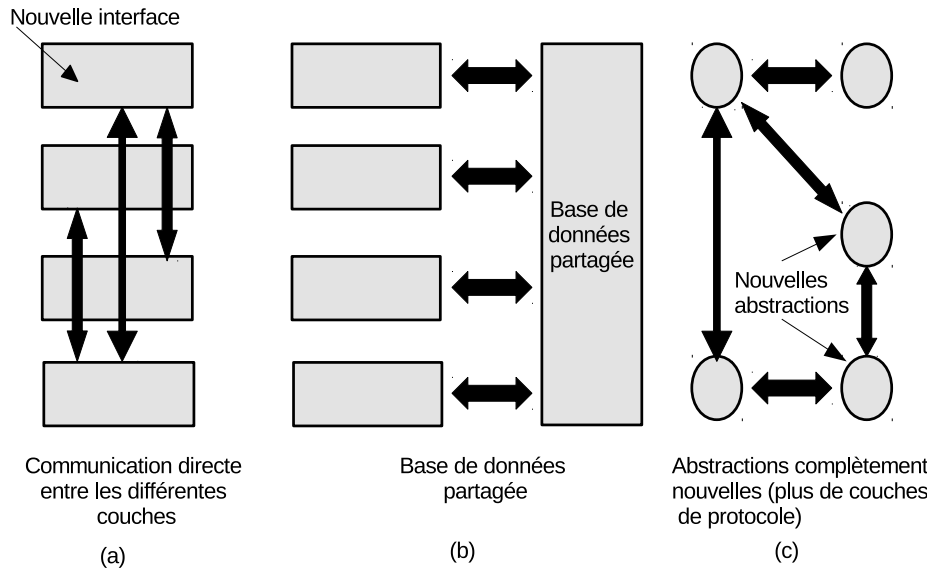 Nouvelle interface
Base de
données
partagée
Nouvelles
abstractions
Communication directe
entre les différentes
couches
(a)
Base de données
partagée
(b)
Abstractions complètement
nouvelles (plus de couches
de protocole)
(c)